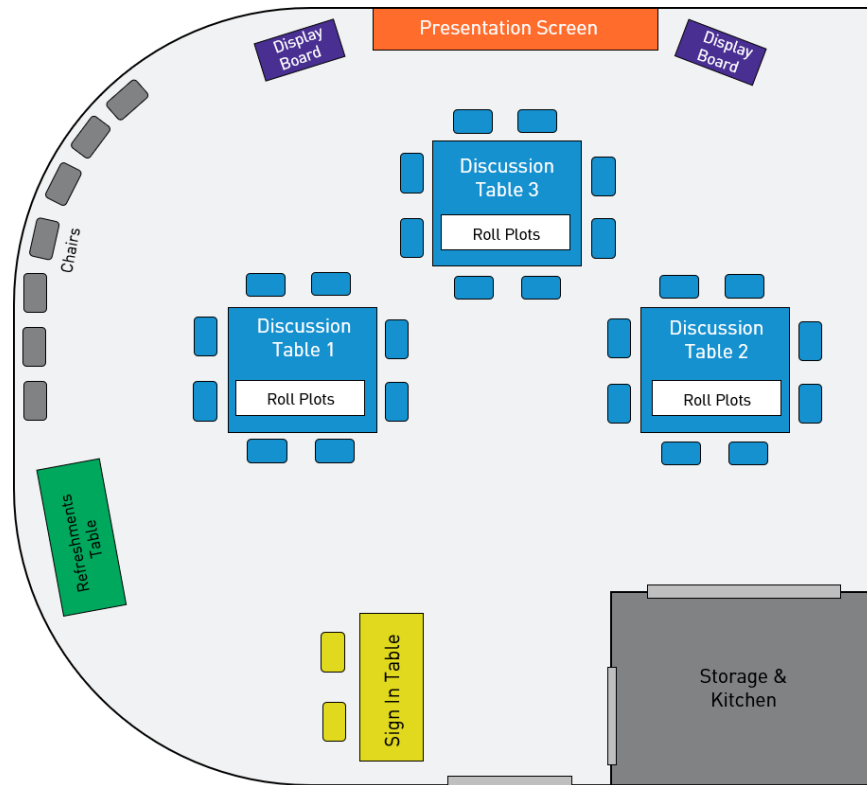 Display
Board
Presentation Screen
Display
Board
Chairs
Discussion
Table 3
Roll Plots
Discussion
Table 1
Roll Plots
Discussion
Table 2
Roll Plots
Refreshments
Table
Sign In Table
Storage &
Kitchen